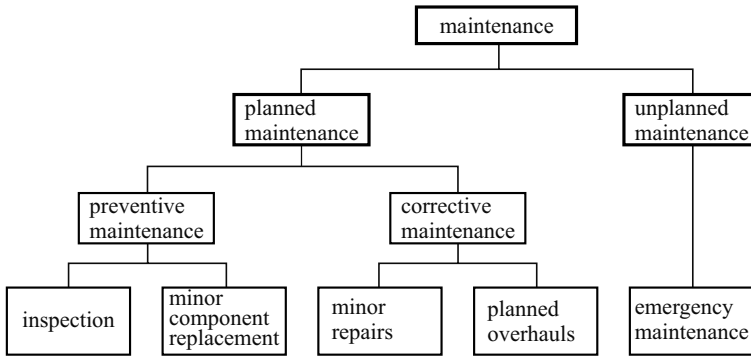 maintenance
planned
maintenance
unplanned
maintenance
preventive
maintenance
corrective
maintenance
inspection
minor
component
replacement
minor
repairs
planned
overhauls
emergency
maintenance